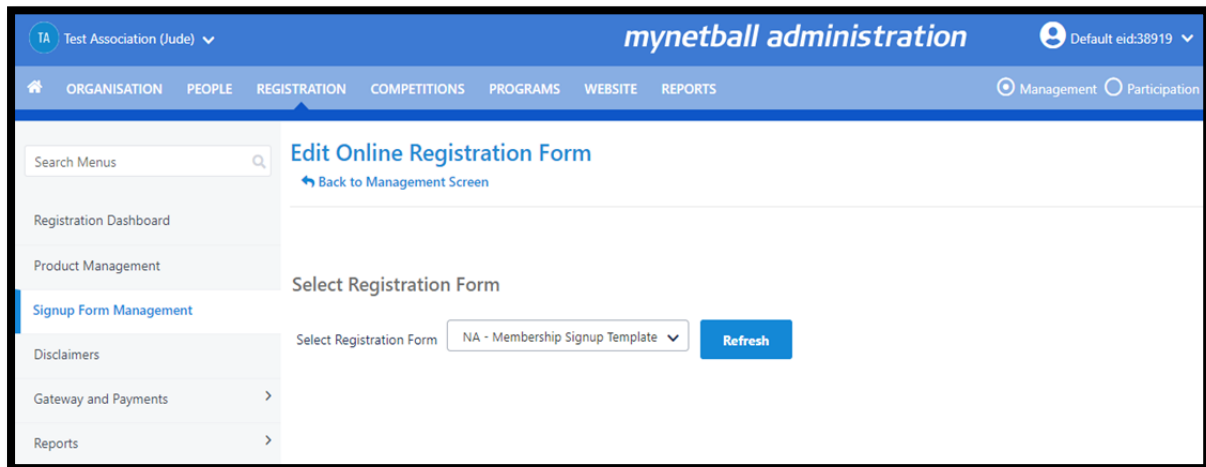 TA Test Association (Jude)
mynetball administration
Default eid:38919
ORGANISATION PEOPLE REGISTRATION COMPETITIONS PROGRAMS WEBSITE REPORTS
Management Participation
Search Menus
Edit Online Registration Form
Back to Management Screen
Registration Dashboard
Product Management
Signup Form Management
Disclaimers
Gateway and Payments
Reports
Select Registration Form
Select Registration Form NA - Membership Signup Template Refresh